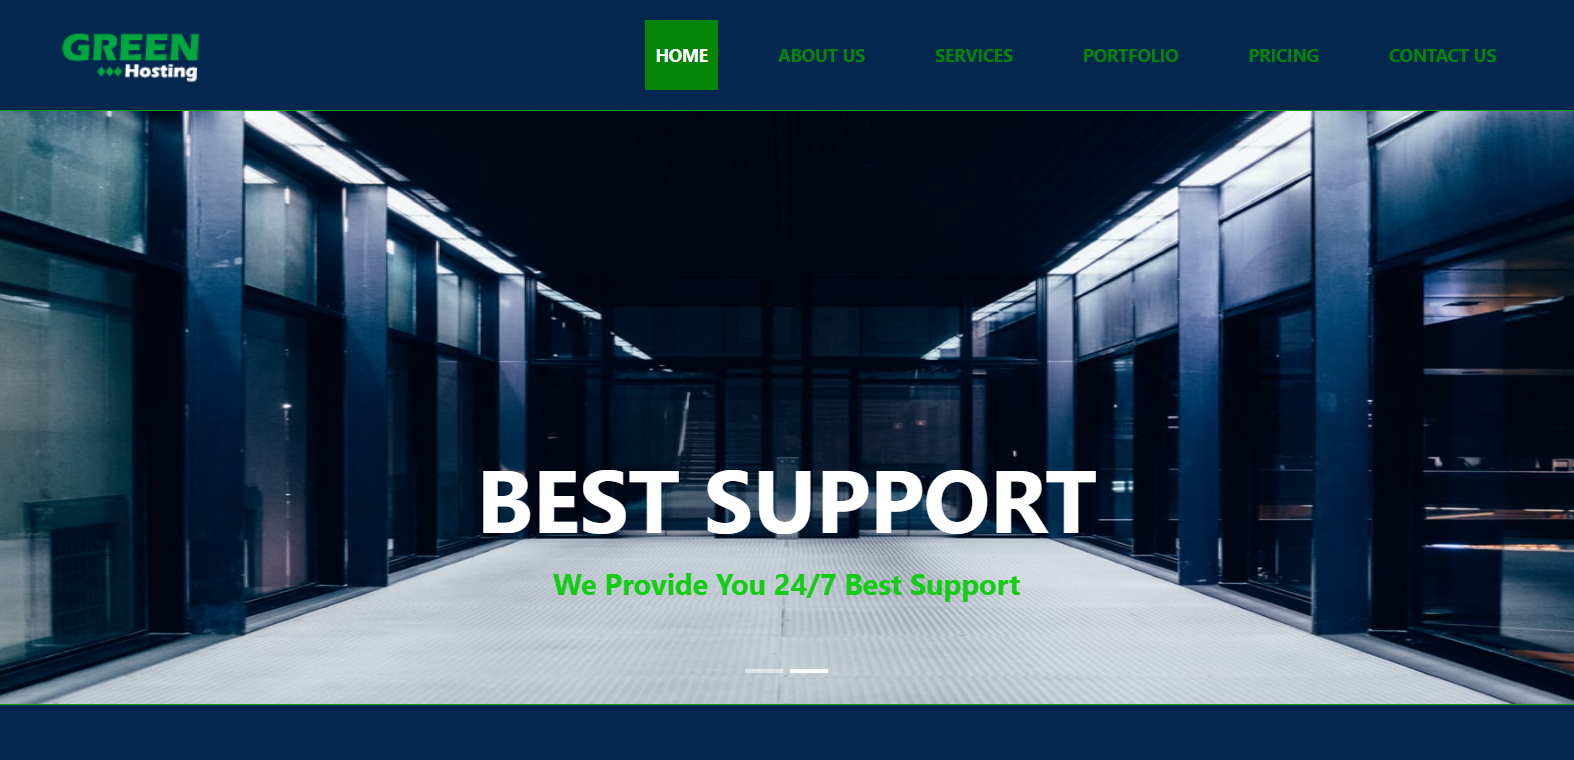 GREEN
Hosting
HOME ABOUT US SERVICES PORTFOLIO PRICING CONTACT US
BEST SUPPORT
We Provide You 24/7 Best Support